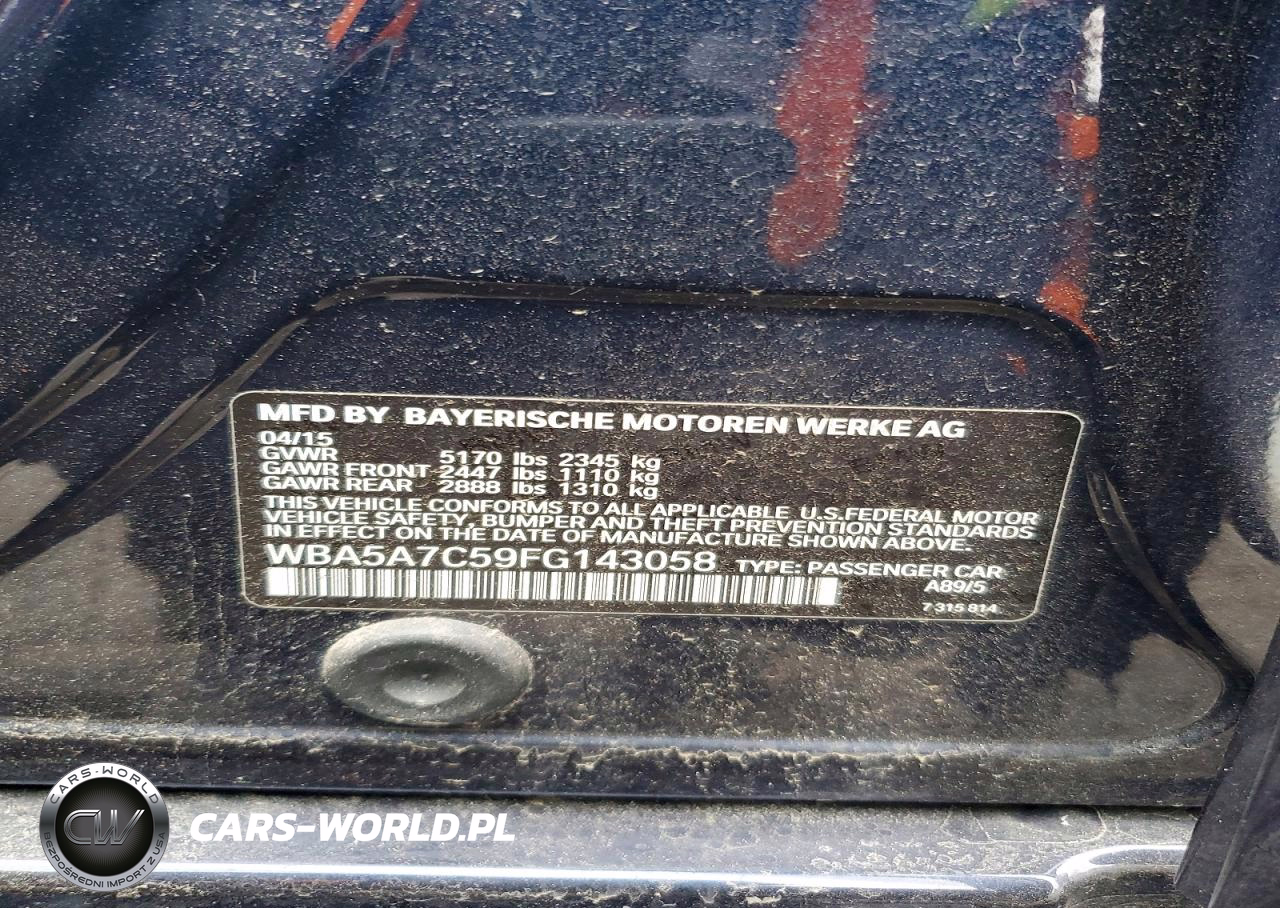 MFD BY BAYERISCHE MOTOREN WERKE AG
04/15
GVWR 5170 lbs 2345 kg
GAWR FRONT 2447 lbs 1110 kg
GAWR REAR 2888 lbs 1310 kg
THIS VEHICLE CONFORMS TO ALL APPLICABLE U.S.FEDERAL MOTOR
VEHICLE SAFETY, BUMPER AND THEFT PREVENTION STANDARDS
IN EFFECT ON THE DATE OF MANUFACTURE SHOWN ABOVE.
WBA5A7C59FG143058 TYPE: PASSENGER CAR
A89/5
7 315 814
CARS-WORLD
CW
BEZPOŚREDNI IMPORT Z USA
CARS-WORLD.PL